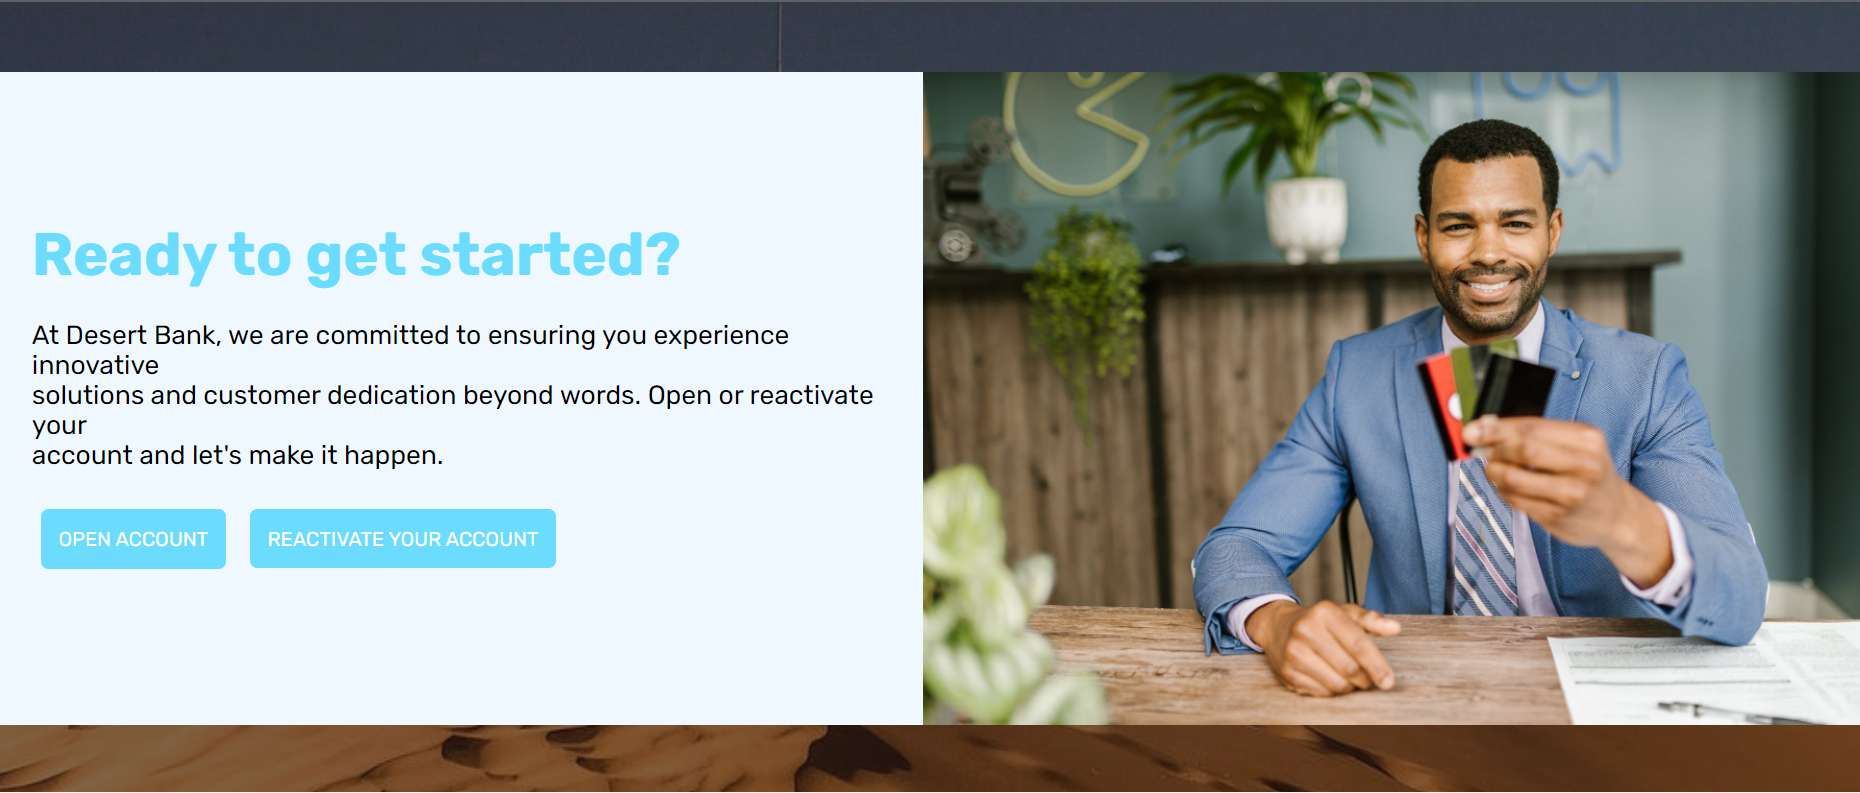 Ready to get started?
At Desert Bank, we are committed to ensuring you experience
innovative
solutions and customer dedication beyond words. Open or reactivate
your
account and let's make it happen.
OPEN ACCOUNT
REACTIVATE YOUR ACCOUNT